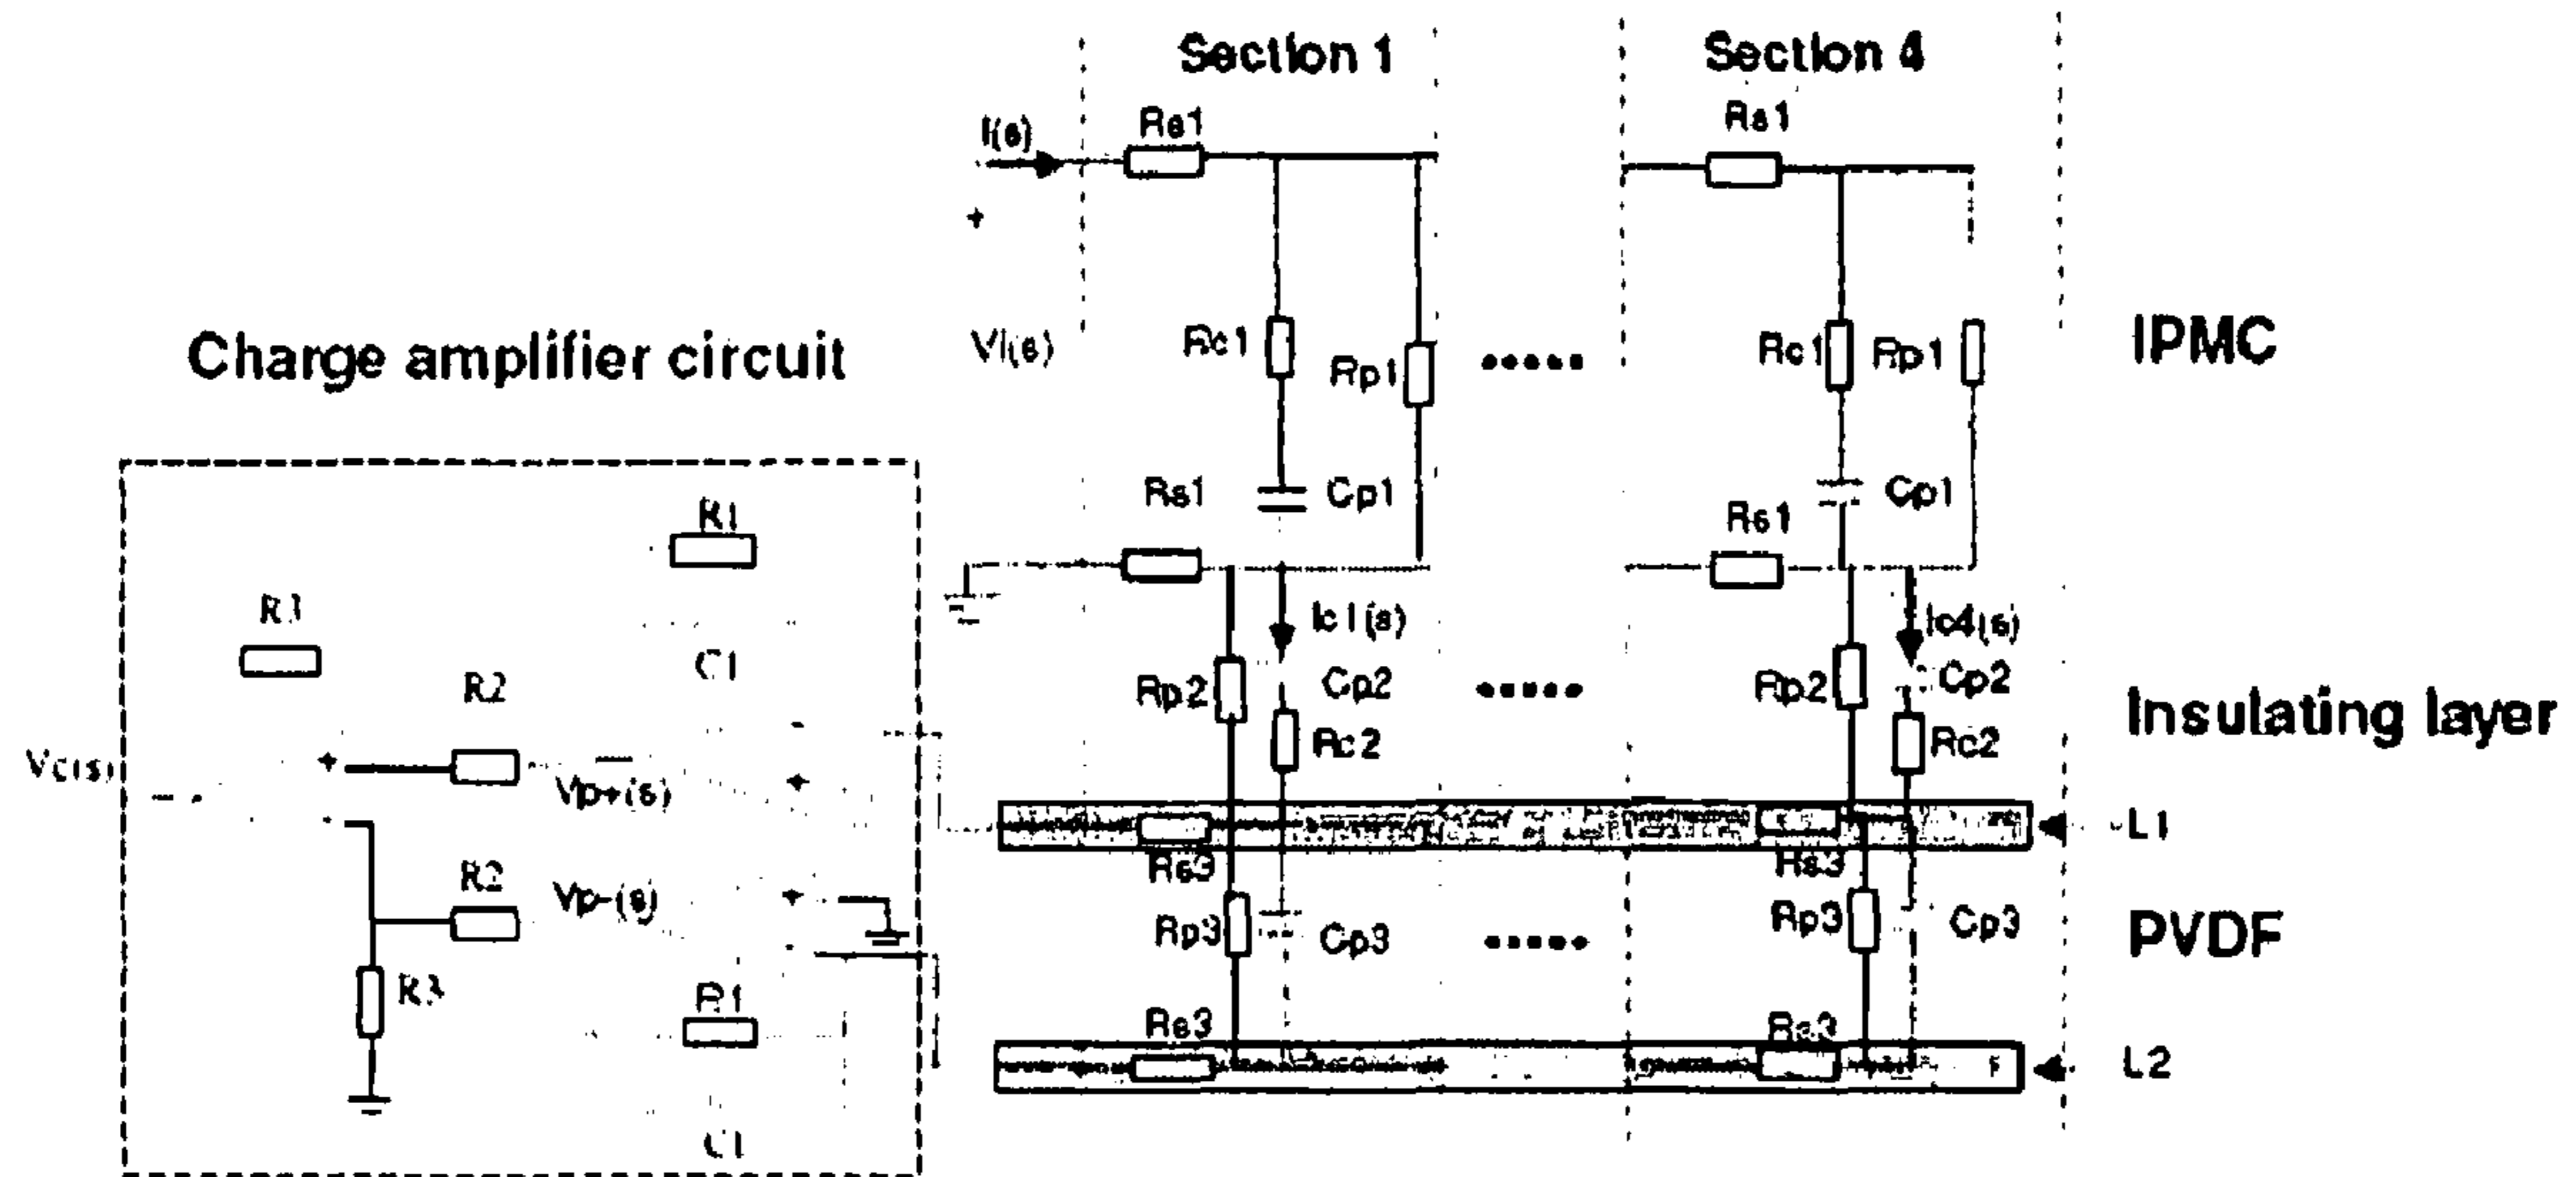 Section 1
Section 4
I(s)
Rs1
Rs1
+
Charge amplifier circuit
Vi(s)
Rc1
Rp1
Rc1
Rp1
IPMC
Rs1
Cp1
Rs1
Cp1
R1
R3
C1
R2
Ic1(s)
Ic4(s)
Rp2
Cp2
Rp2
Cp2
Insulating layer
Rc2
Rc2
Vc(s)
+
-
Vp+(s)
-
+
L1
Rs3
Rs3
R2
Vp-(s)
+
-
Rp3
Cp3
Rp3
Cp3
PVDF
R3
R1
Rs3
Rs3
L2
C1